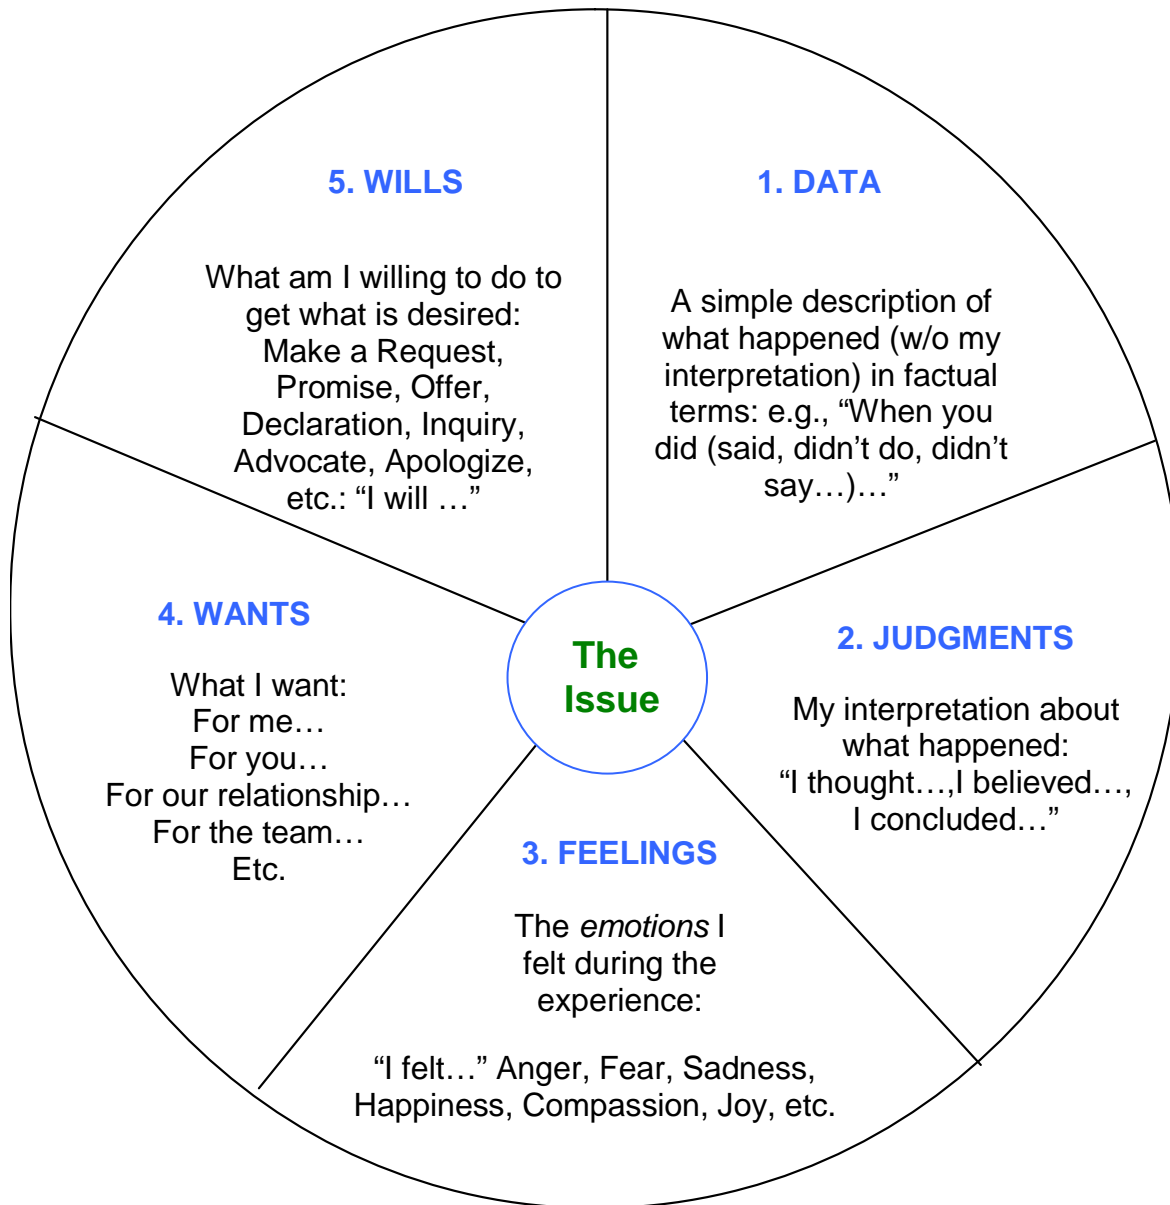 1. DATA
A simple description of
what happened (w/o my
interpretation) in factual
terms: e.g., “When you
did (said, didn’t do, didn’t
say…)…”
2. JUDGMENTS
My interpretation about
what happened:
“I thought…,I believed…,
I concluded…”
3. FEELINGS
The emotions I
felt during the
experience:
“I felt…” Anger, Fear, Sadness,
Happiness, Compassion, Joy, etc.
4. WANTS
What I want:
For me…
For you…
For our relationship…
For the team…
Etc.
5. WILLS
What am I willing to do to
get what is desired:
Make a Request,
Promise, Offer,
Declaration, Inquiry,
Advocate, Apologize,
etc.: “I will …”
The
Issue